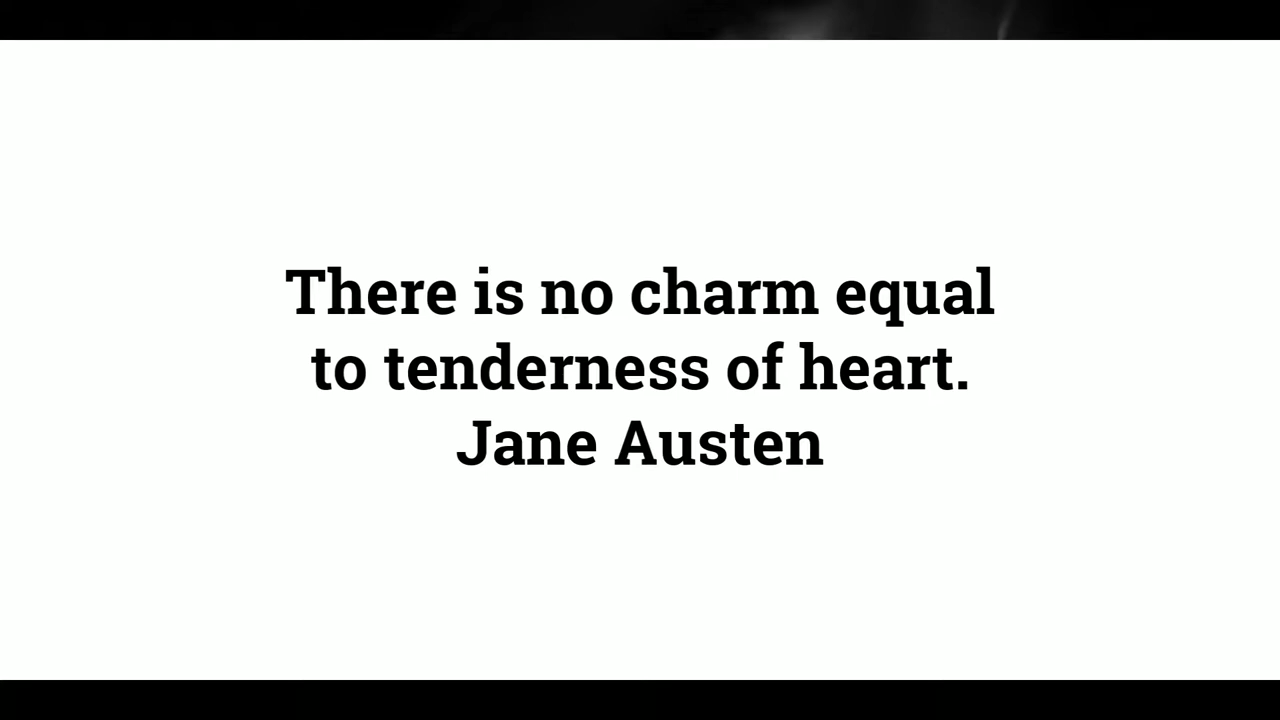 There is no charm equal
to tenderness of heart.
Jane Austen